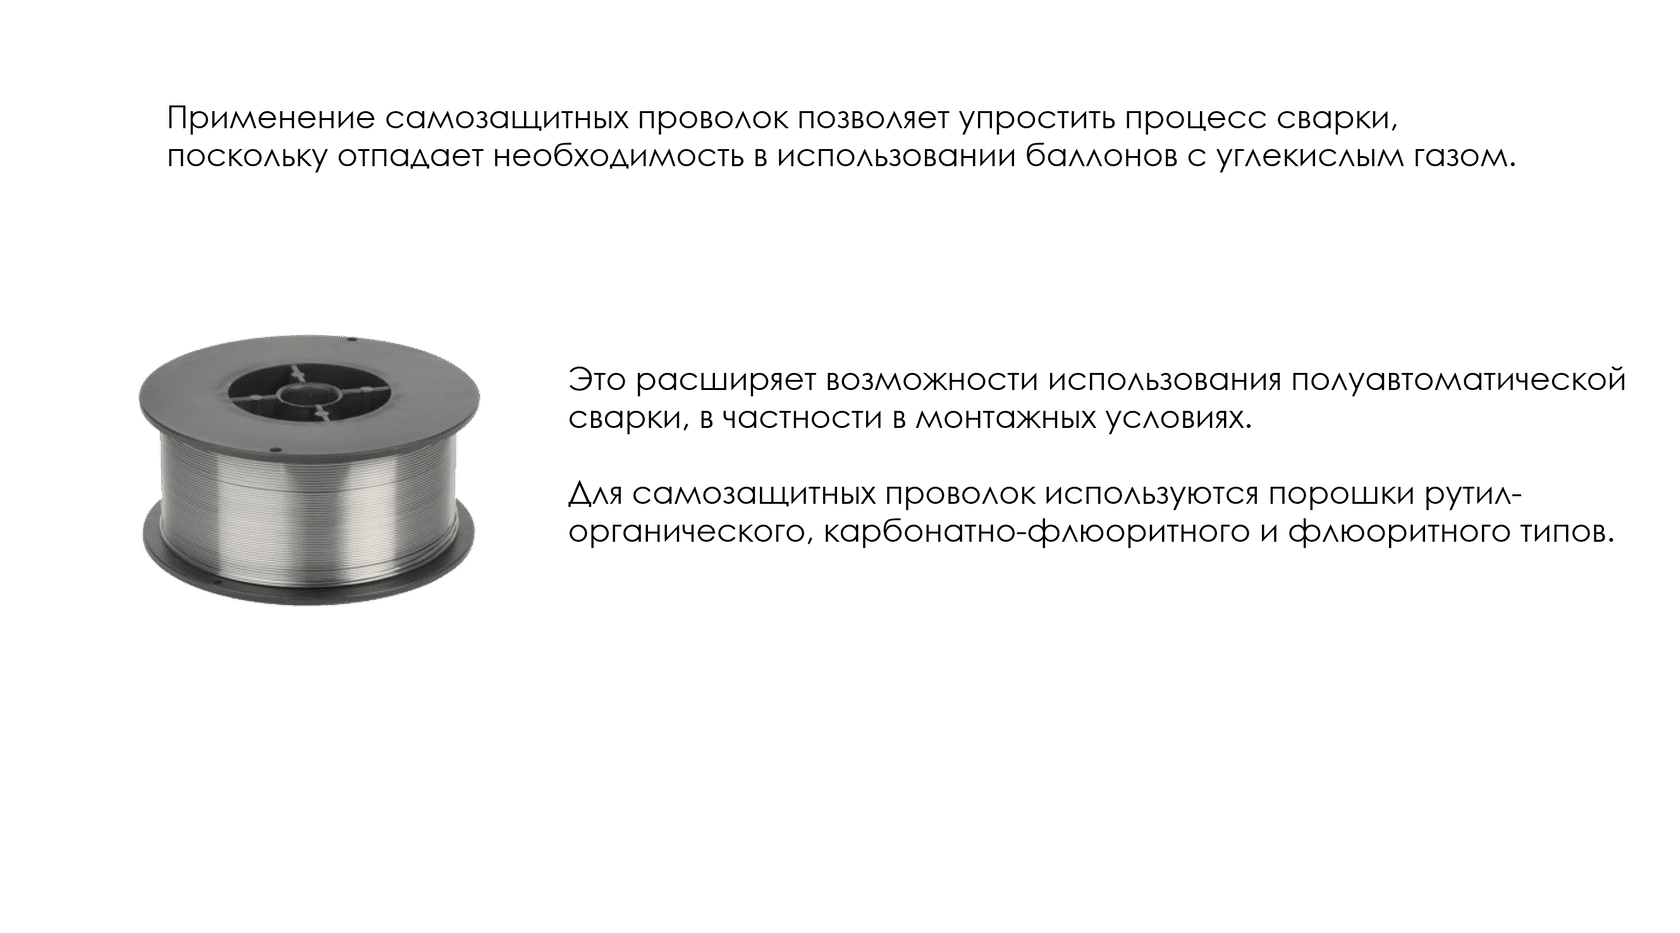 Применение самозащитных проволок позволяет упростить процесс сварки,
поскольку отпадает необходимость в использовании баллонов с углекислым газом.
Это расширяет возможности использования полуавтоматической
сварки, в частности в монтажных условиях.
Для самозащитных проволок используются порошки рутил-
органического, карбонатно-флюоритного и флюоритного типов.